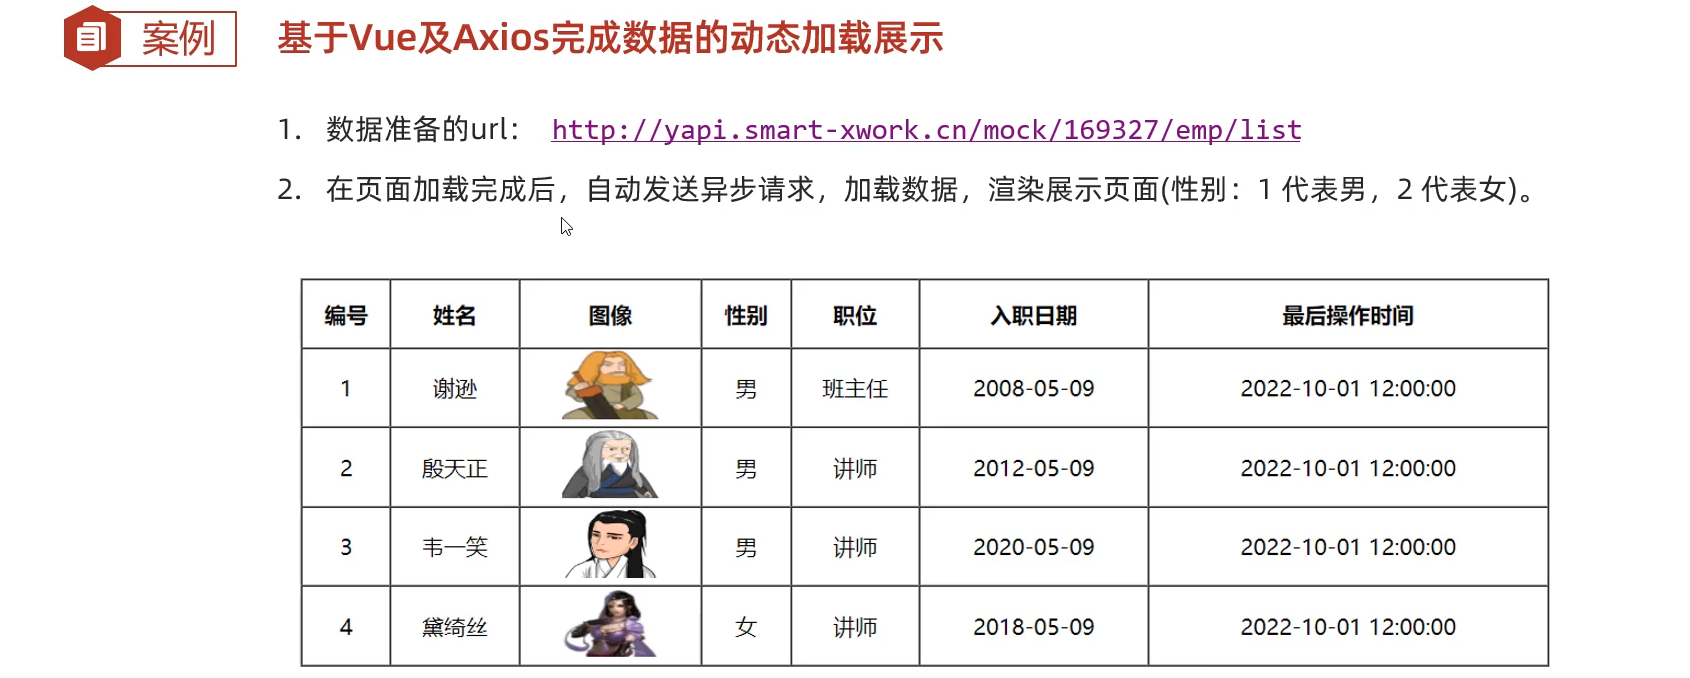 案例
基于Vue及Axios完成数据的动态加载展示
1. 数据准备的url： http://yapi.smart-xwork.cn/mock/169327/emp/list
2. 在页面加载完成后，自动发送异步请求，加载数据，渲染展示页面(性别：1 代表男，2 代表女)。
编号 姓名 图像 性别 职位 入职日期 最后操作时间
1 谢逊 男 班主任 2008-05-09 2022-10-01 12:00:00
2 殷天正 男 讲师 2012-05-09 2022-10-01 12:00:00
3 韦一笑 男 讲师 2020-05-09 2022-10-01 12:00:00
4 黛绮丝 女 讲师 2018-05-09 2022-10-01 12:00:00